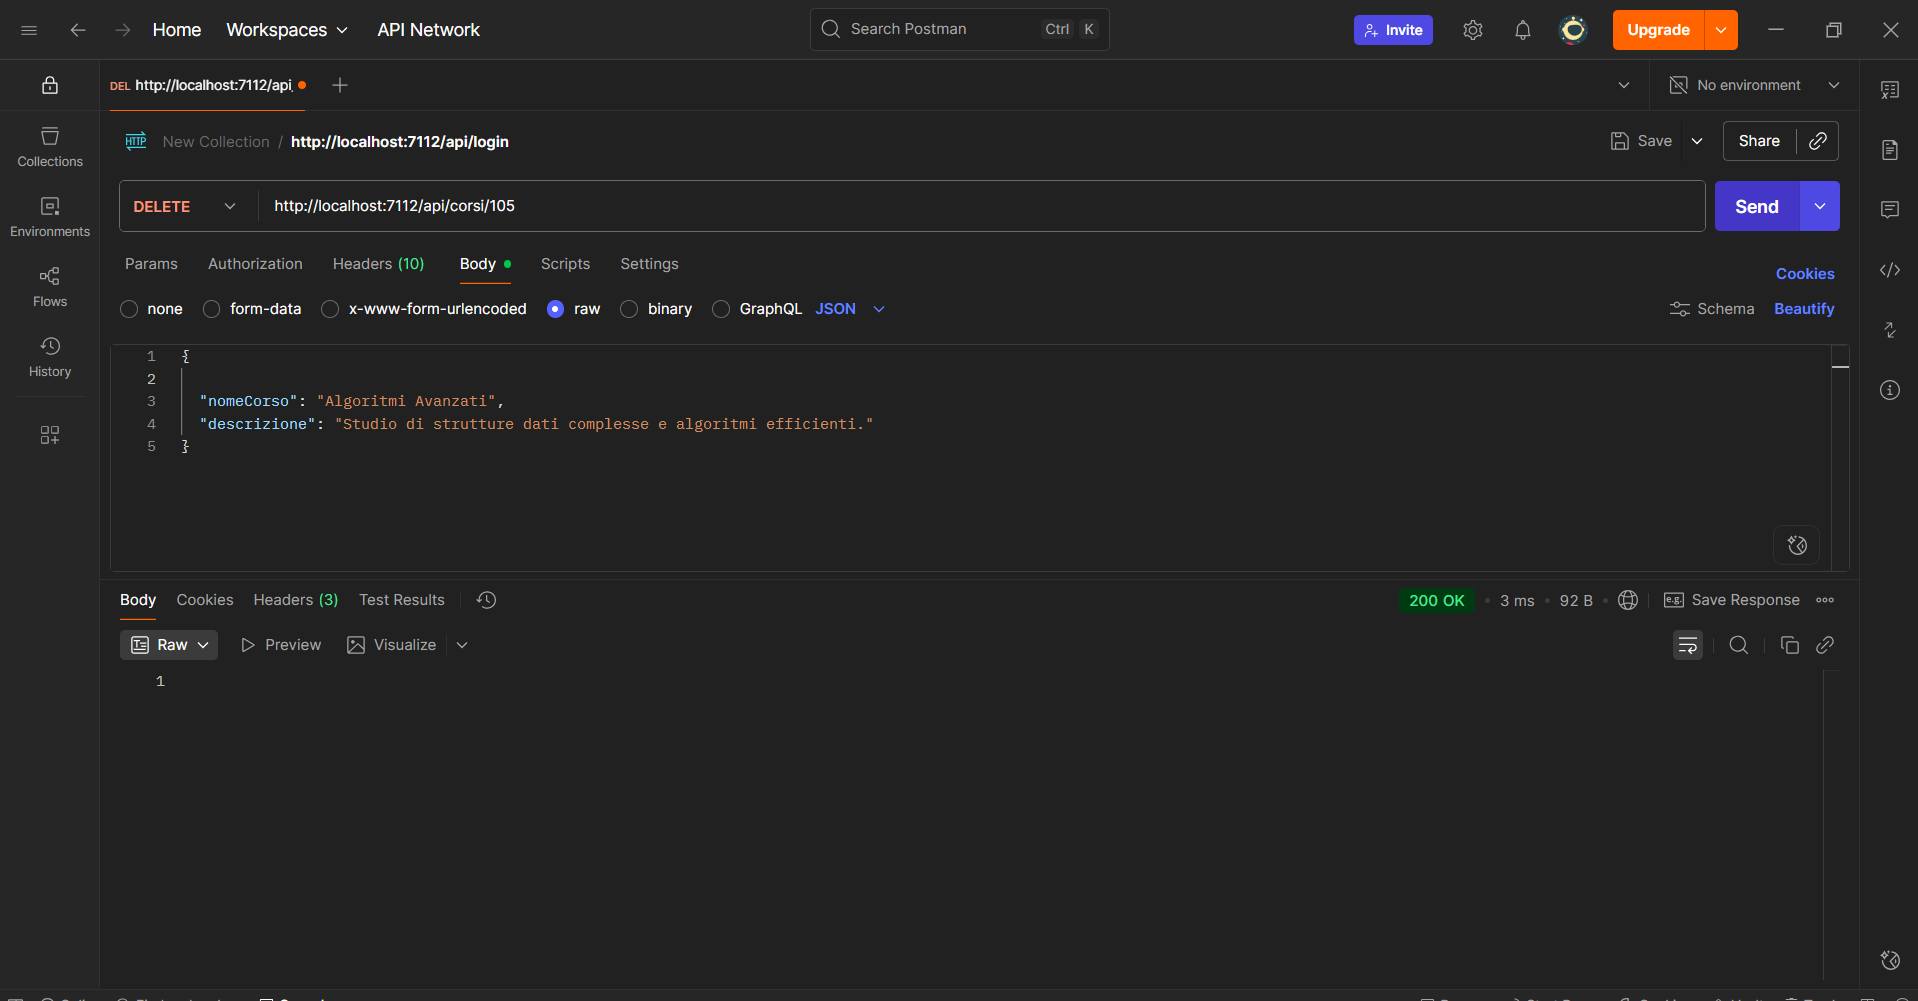 Home Workspaces API Network Search Postman Ctrl K Invite Upgrade
DEL http://localhost:7112/api, No environment
HTTP New Collection / http://localhost:7112/api/login Save Share
Collections
DELETE http://localhost:7112/api/corsi/105 Send
Environments
Params Authorization Headers (10) Body Scripts Settings Cookies
Flows
none form-data x-www-form-urlencoded raw binary GraphQL JSON Schema Beautify
History
1 {
2
3 "nomeCorso": "Algoritmi Avanzati",
4 "descrizione": "Studio di strutture dati complesse e algoritmi efficienti."
5 }
Body Cookies Headers (3) Test Results 200 OK • 3 ms • 92 B • e.g. Save Response
Raw Preview Visualize
1